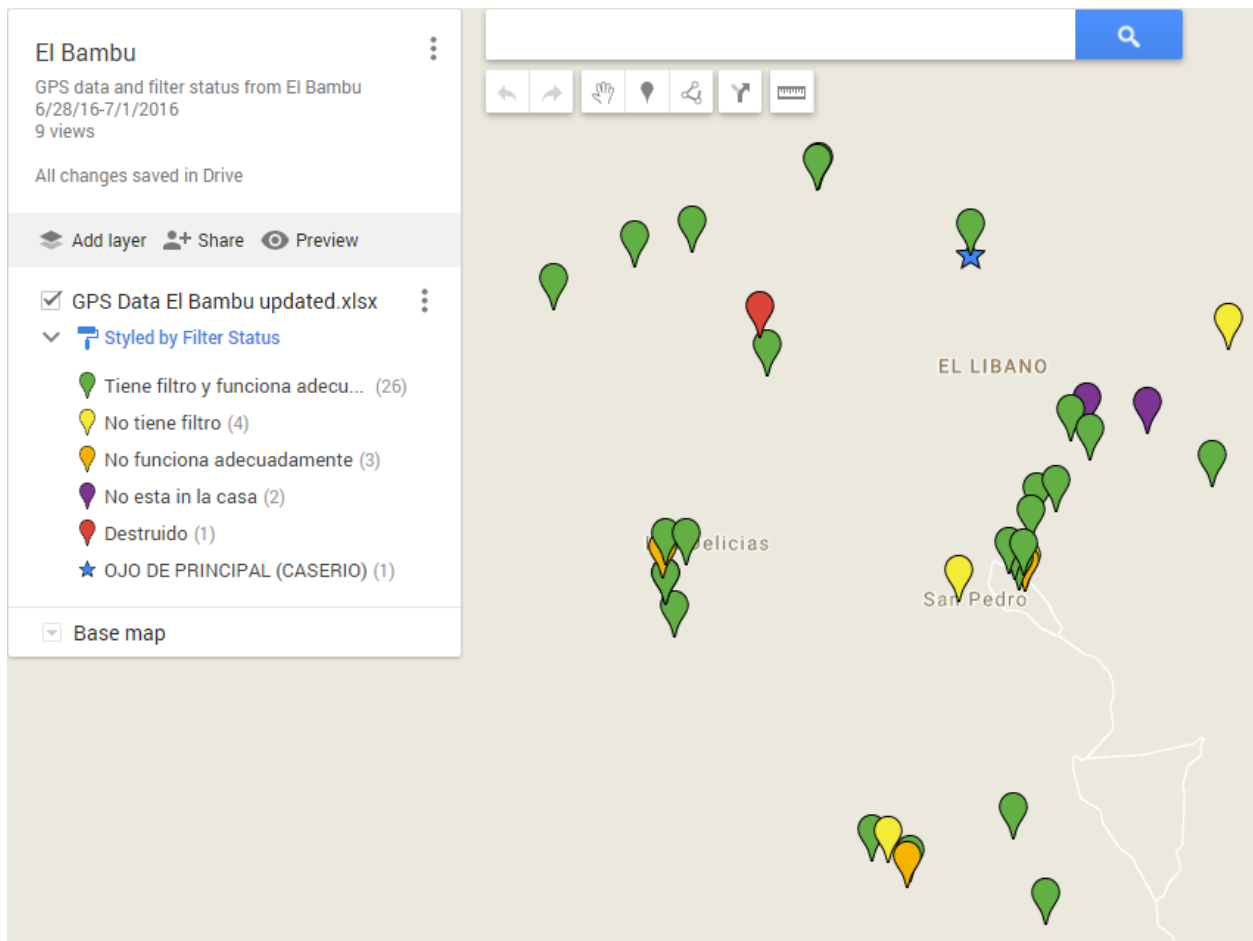 El Bambu
GPS data and filter status from El Bambu
6/28/16-7/1/2016
9 views
All changes saved in Drive
Add layer Share Preview
GPS Data El Bambu updated.xlsx
Styled by Filter Status
Tiene filtro y funciona adecu... (26)
No tiene filtro (4)
No funciona adecuadamente (3)
No esta in la casa (2)
Destruido (1)
OJO DE PRINCIPAL (CASERIO) (1)
Base map
EL LIBANO
elicias
San Pedro